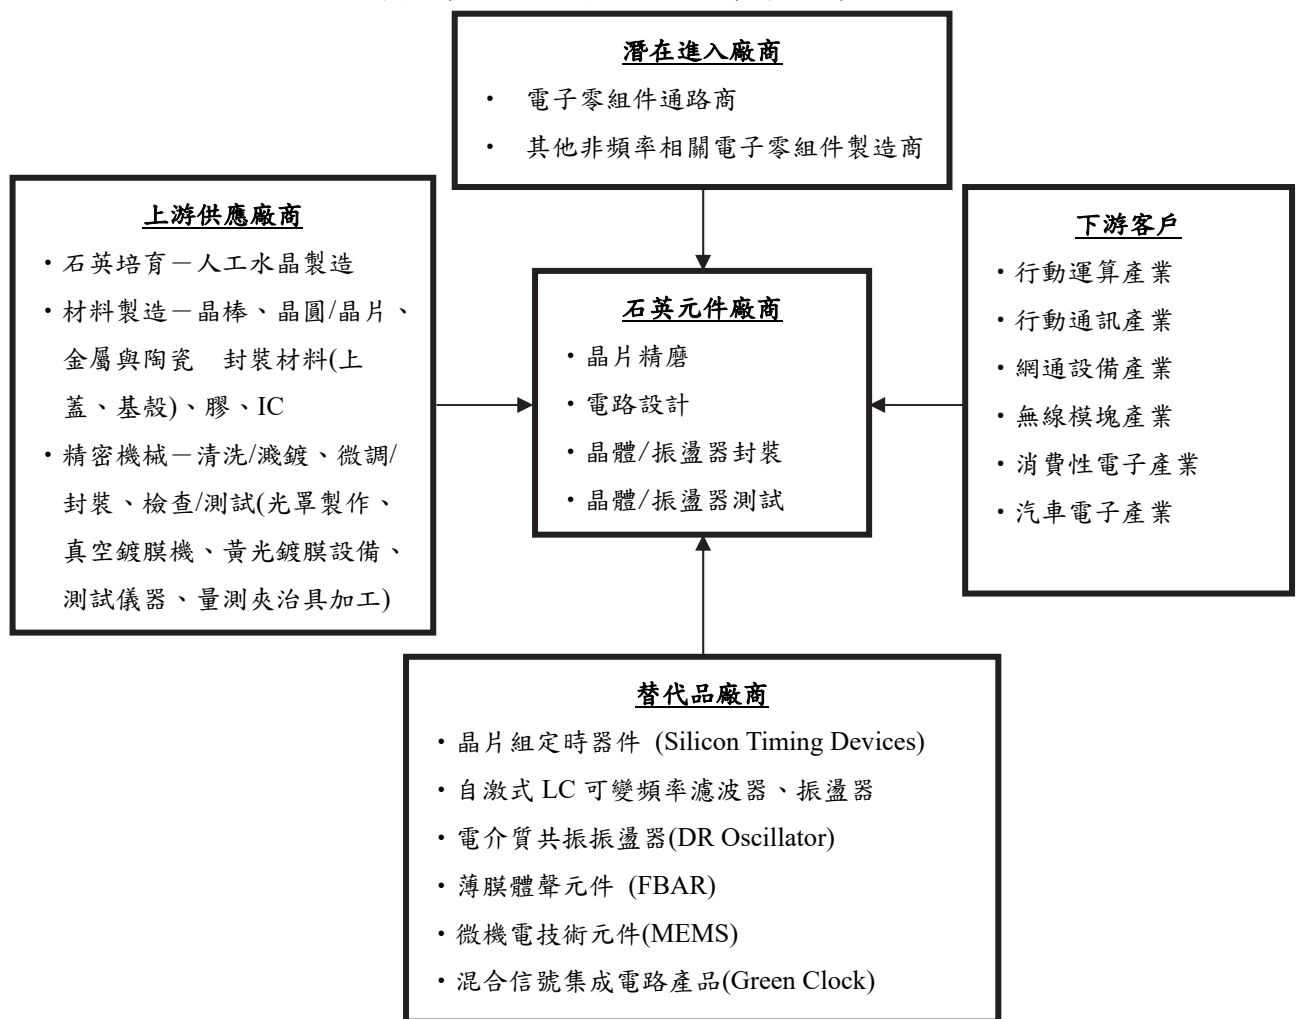 潛在進入廠商
・ 電子零組件通路商
・ 其他非頻率相關電子零組件製造商
上游供應廠商
・石英培育－人工水晶製造
・材料製造－晶棒、晶圓/晶片、
金屬與陶瓷 封裝材料(上
蓋、基殼)、膠、IC
・精密機械－清洗/濺鍍、微調/
封裝、檢查/測試(光罩製作、
真空鍍膜機、黃光鍍膜設備、
測試儀器、量測夾治具加工)
石英元件廠商
・晶片精磨
・電路設計
・晶體/振盪器封裝
・晶體/振盪器測試
下游客戶
・行動運算產業
・行動通訊產業
・網通設備產業
・無線模塊產業
・消費性電子產業
・汽車電子產業
替代品廠商
・晶片組定時器件 (Silicon Timing Devices)
・自激式 LC 可變頻率濾波器、振盪器
・電介質共振振盪器(DR Oscillator)
・薄膜體聲元件 (FBAR)
・微機電技術元件(MEMS)
・混合信號集成電路產品(Green Clock)